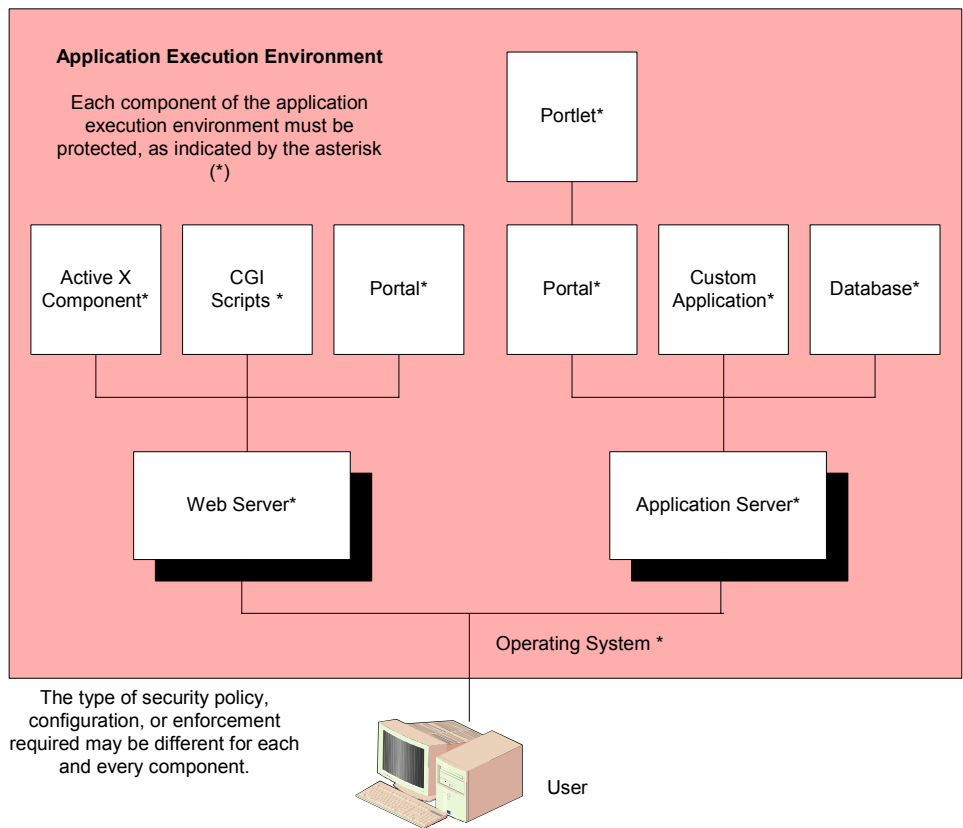 Application Execution Environment
Each component of the application
execution environment must be
protected, as indicated by the asterisk
(*)
Portlet*
Active X
Component*
CGI
Scripts *
Portal*
Portal*
Custom
Application*
Database*
Web Server*
Application Server*
Operating System *
The type of security policy,
configuration, or enforcement
required may be different for each
and every component.
User